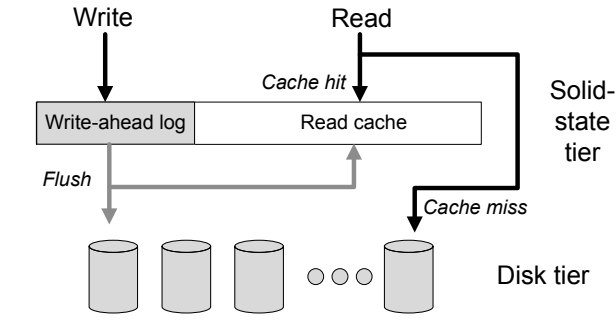 Write
Read
Cache hit
Solid-
state
tier
Write-ahead log
Read cache
Flush
Cache miss
Disk tier